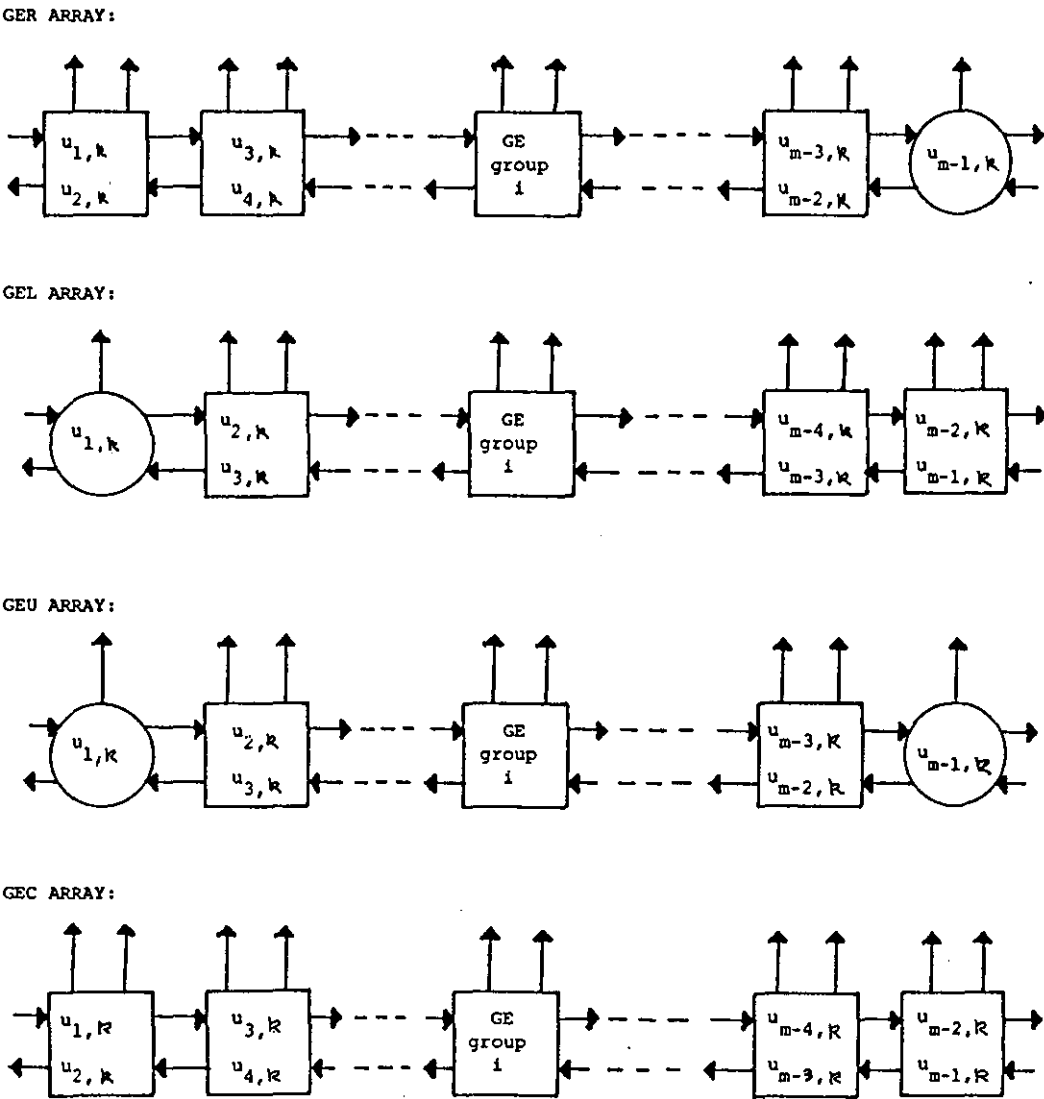 GER ARRAY:
u1,k
u2,k
u3,k
u4,k
GE
group
i
um-3,k
um-2,k
um-1,k
GEL ARRAY:
u1,k
u2,k
u3,k
GE
group
i
um-4,k
um-3,k
um-2,k
um-1,k
GEU ARRAY:
u1,k
u2,k
u3,k
GE
group
i
um-3,k
um-2,k
um-1,k
GEC ARRAY:
u1,k
u2,k
u3,k
u4,k
GE
group
i
um-4,k
um-3,k
um-2,k
um-1,k